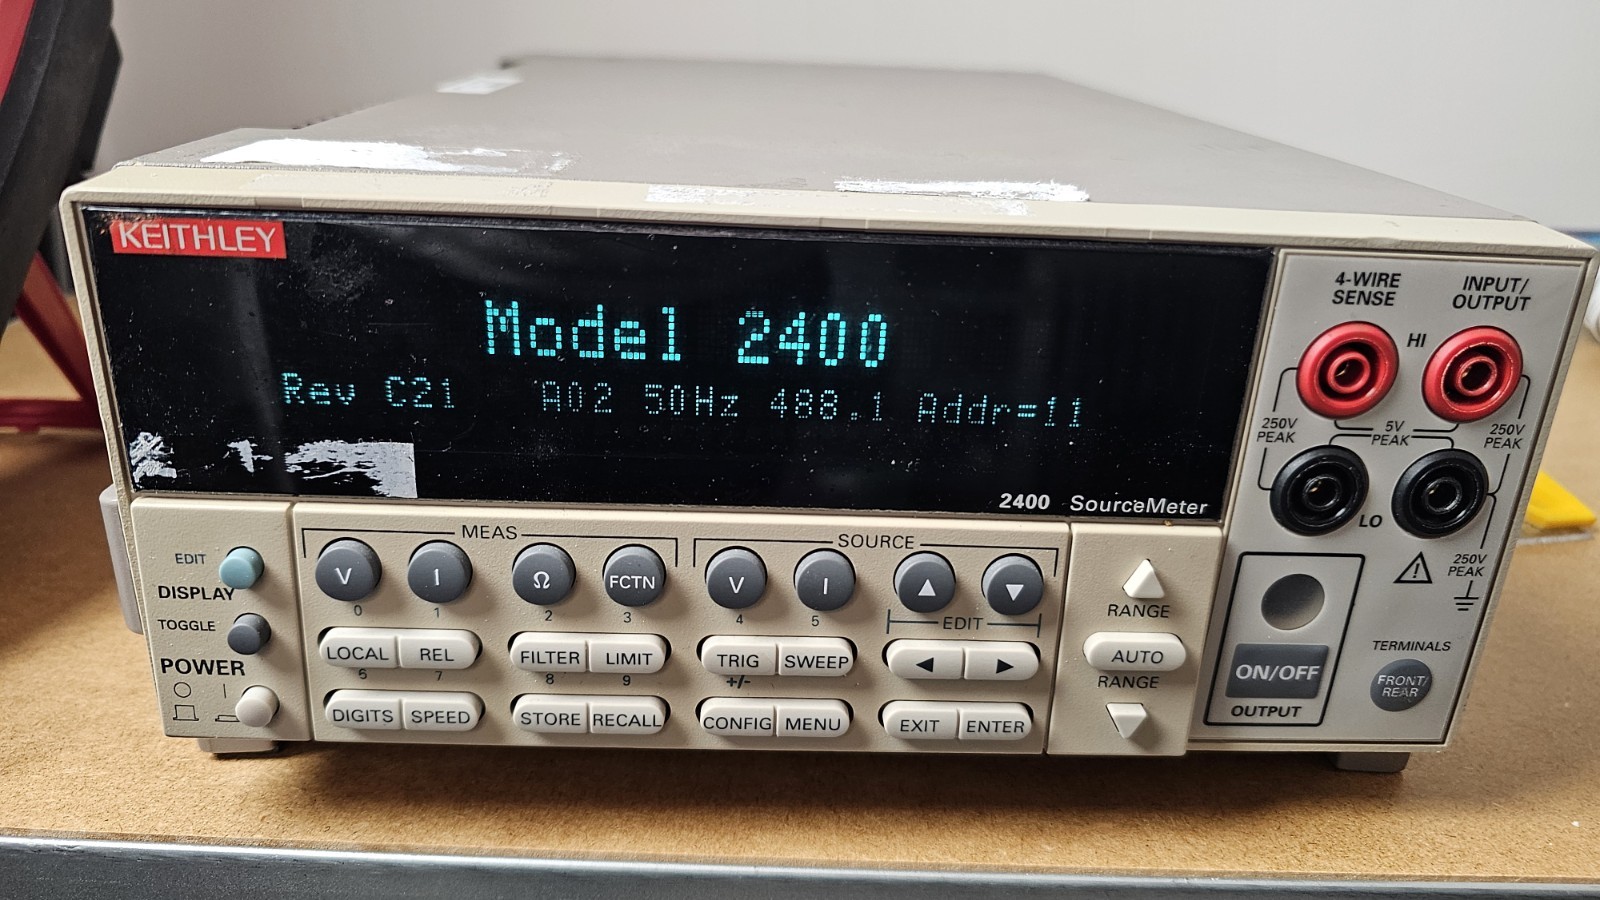 KEITHLEY
Model 2400
Rev C21 A02 50Hz 488.1 Addr=11
2400 SourceMeter
4-WIRE SENSE
INPUT/ OUTPUT
HI
250V PEAK
5V PEAK
250V PEAK
LO
250V PEAK
MEAS
SOURCE
EDIT
DISPLAY
TOGGLE
POWER
V I Ω FCTN V I ▲ ▼
0 1 2 3 4 5 EDIT
LOCAL REL FILTER LIMIT TRIG SWEEP ◀ ▶
6 7 8 9 +/-
DIGITS SPEED STORE RECALL CONFIG MENU EXIT ENTER
RANGE
AUTO
RANGE
ON/OFF
OUTPUT
TERMINALS
FRONT/ REAR